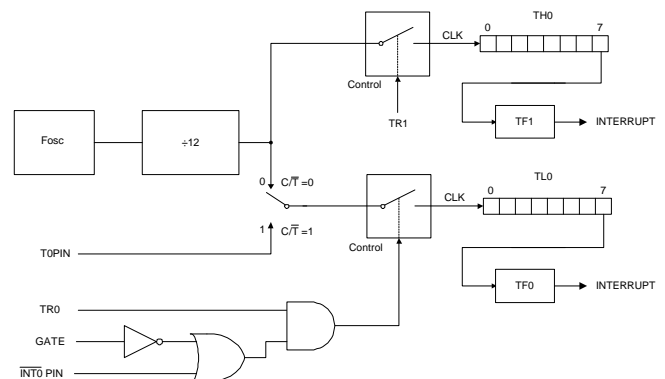 TH0
0 7
CLK
Control
TR1
TF1 INTERRUPT
Fosc ÷12
0 C/T̅ =0
1 C/T̅ =1
T0PIN
TL0
0 7
CLK
Control
TF0 INTERRUPT
TR0
GATE
I̅N̅T̅0̅ PIN